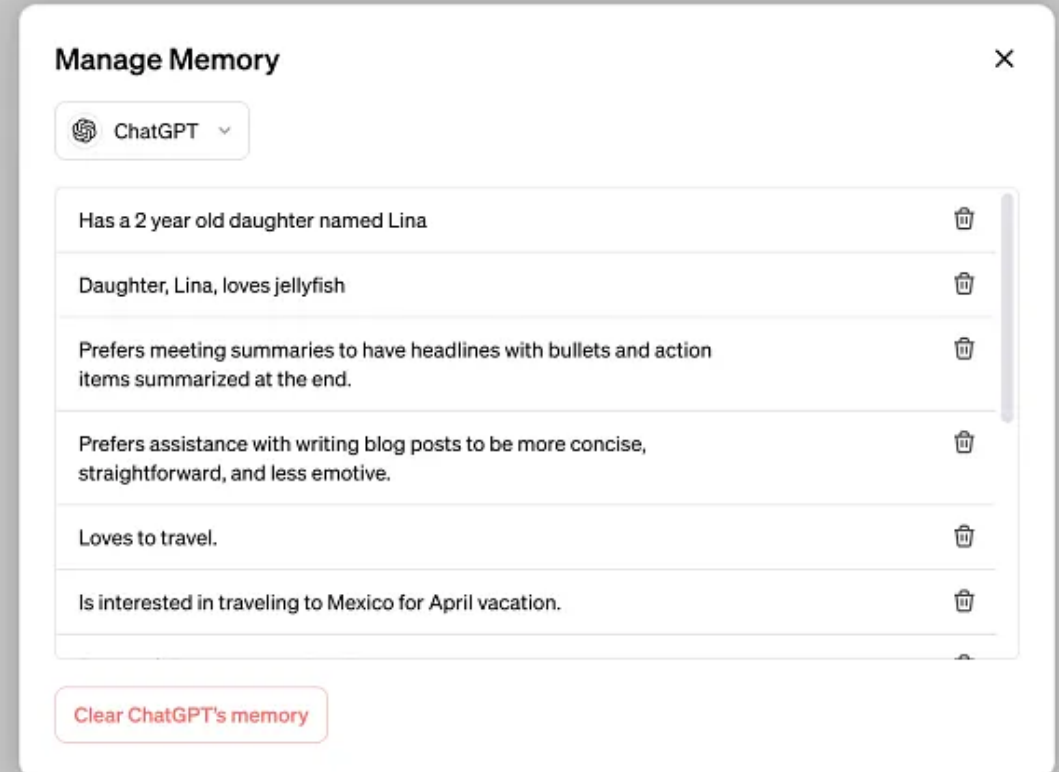 Manage Memory
ChatGPT
Has a 2 year old daughter named Lina
Daughter, Lina, loves jellyfish
Prefers meeting summaries to have headlines with bullets and action
items summarized at the end.
Prefers assistance with writing blog posts to be more concise,
straightforward, and less emotive.
Loves to travel.
Is interested in traveling to Mexico for April vacation.
Clear ChatGPT's memory